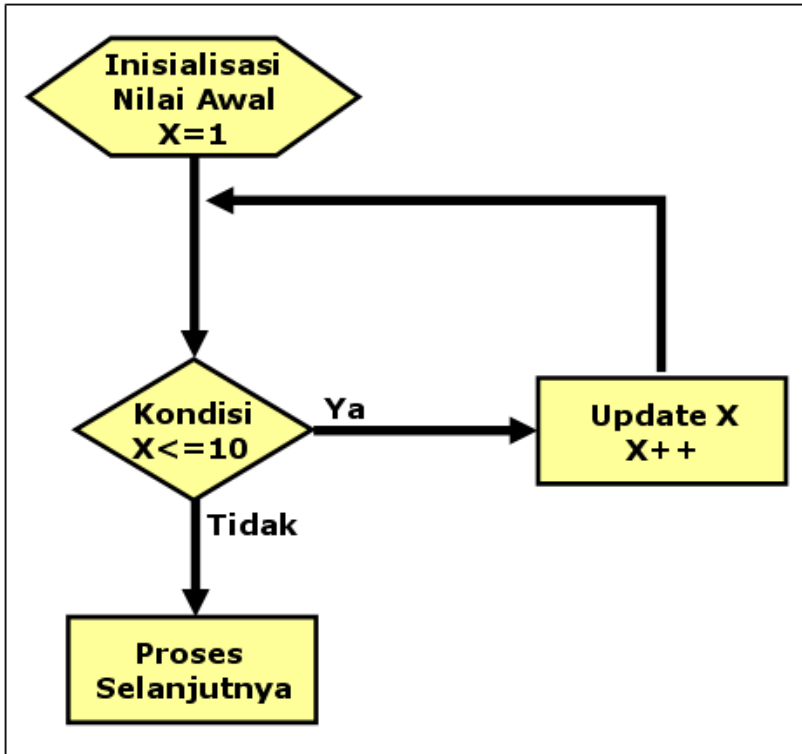 Inisialisasi
Nilai Awal
X=1
Kondisi
X<=10
Ya
Update X
X++
Tidak
Proses
Selanjutnya